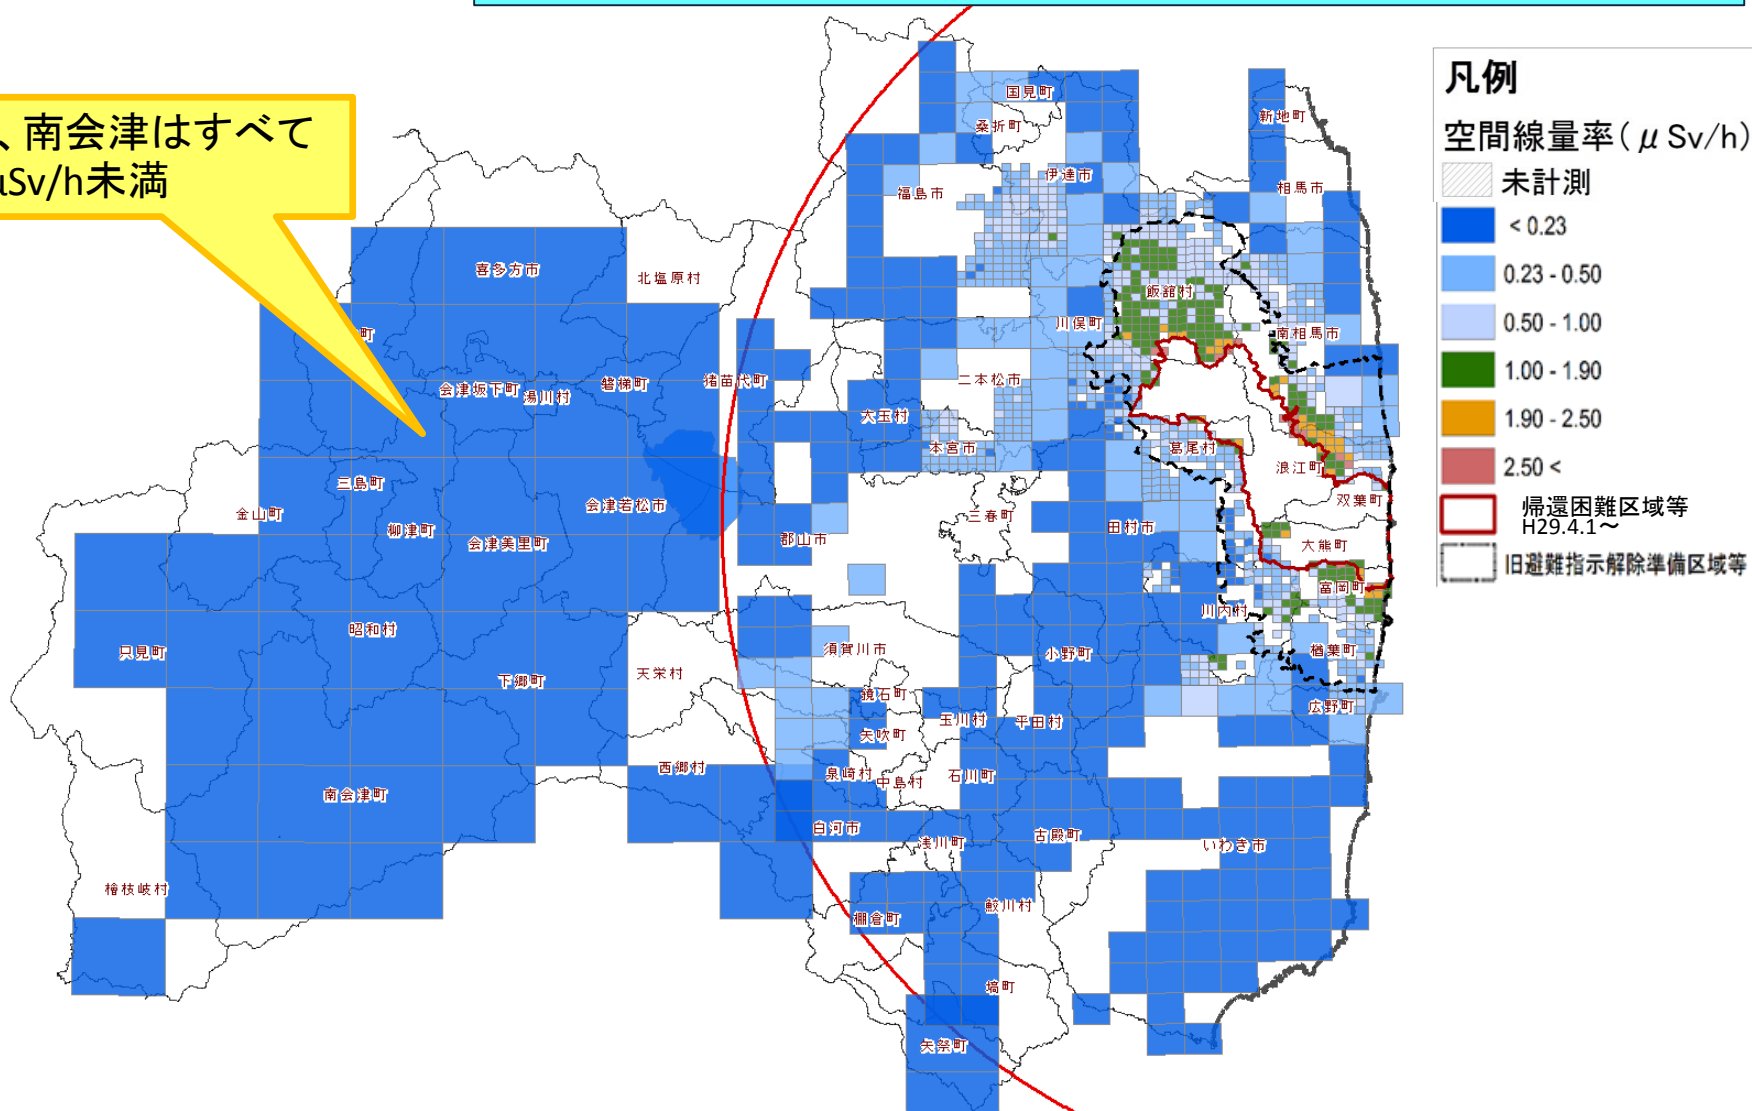 、南会津はすべて
μSv/h未満
凡例
空間線量率(μSv/h)
未計測
< 0.23
0.23 - 0.50
0.50 - 1.00
1.00 - 1.90
1.90 - 2.50
2.50 <
帰還困難区域等
H29.4.1～
旧避難指示解除準備区域等
国見町
桑折町
新地町
伊達市
福島市
相馬市
喜多方市
北塩原村
飯舘村
川俣町
南相馬市
町
会津坂下町
湯川村
磐梯町
猪苗代町
二本松市
大玉村
本宮市
葛尾村
浪江町
三島町
双葉町
金山町
柳津町
会津若松市
会津美里町
郡山市
三春町
田村市
大熊町
富岡町
川内村
昭和村
只見町
下郷町
天栄村
須賀川市
小野町
楢葉町
鏡石町
玉川村
平田村
広野町
矢吹町
西郷村
泉崎村
中島村
石川町
南会津町
白河市
浅川町
古殿町
いわき市
檜枝岐村
棚倉町
鮫川村
塙町
矢祭町